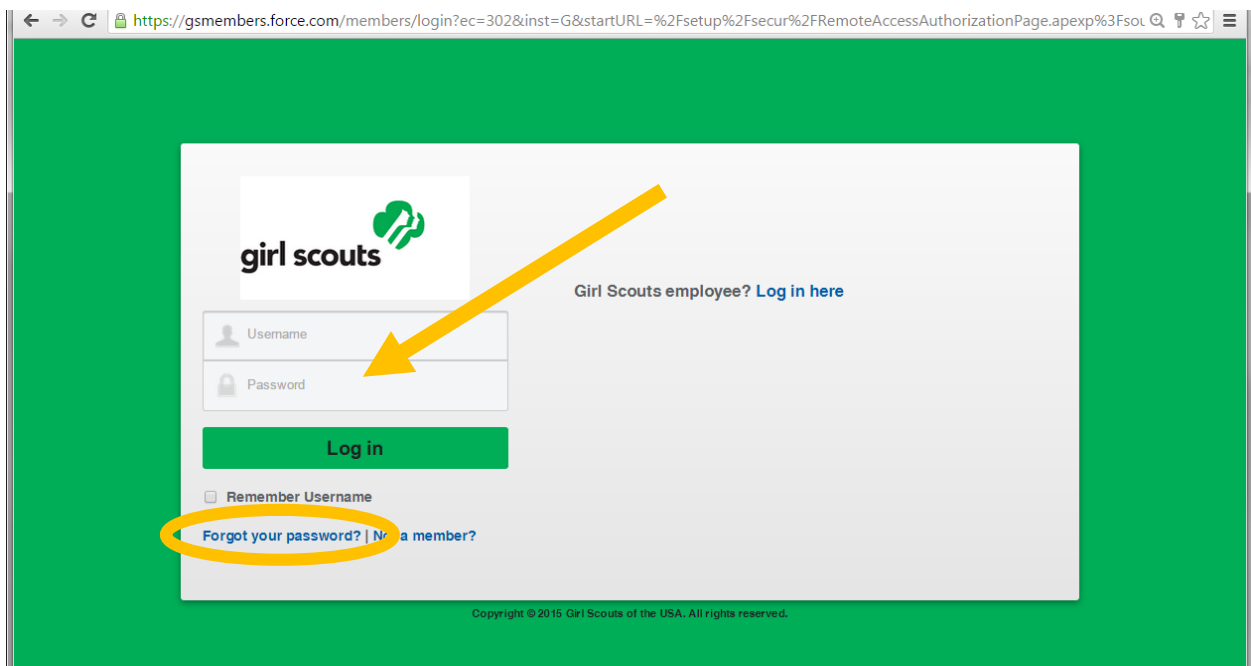 https://gsmembers.force.com/members/login?ec=302&inst=G&startURL=%2Fsetup%2Fsecur%2FRemoteAccessAuthorizationPage.apexp%3Fsou
girl scouts
Girl Scouts employee? Log in here
Username
Password
Log in
Remember Username
Forgot your password? | a member?
Copyright © 2015 Girl Scouts of the USA. All rights reserved.